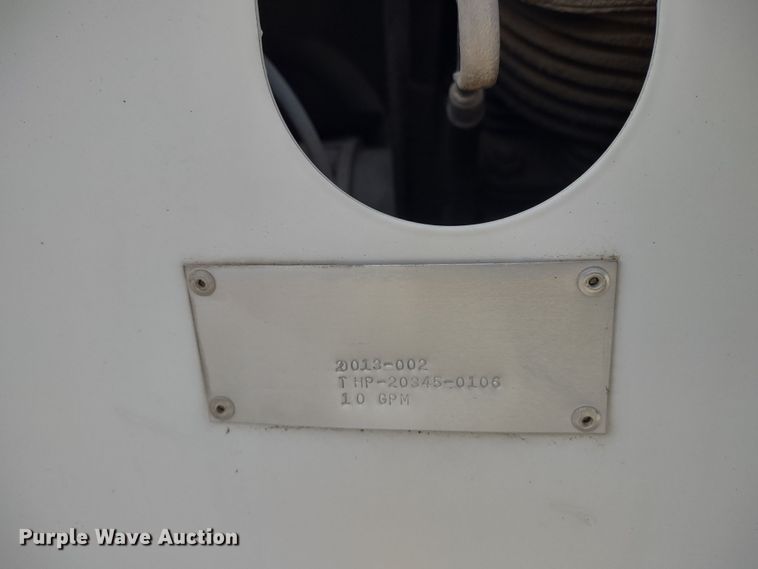 2013-002
THP-20345-0106
10 GPM
Purple Wave Auction